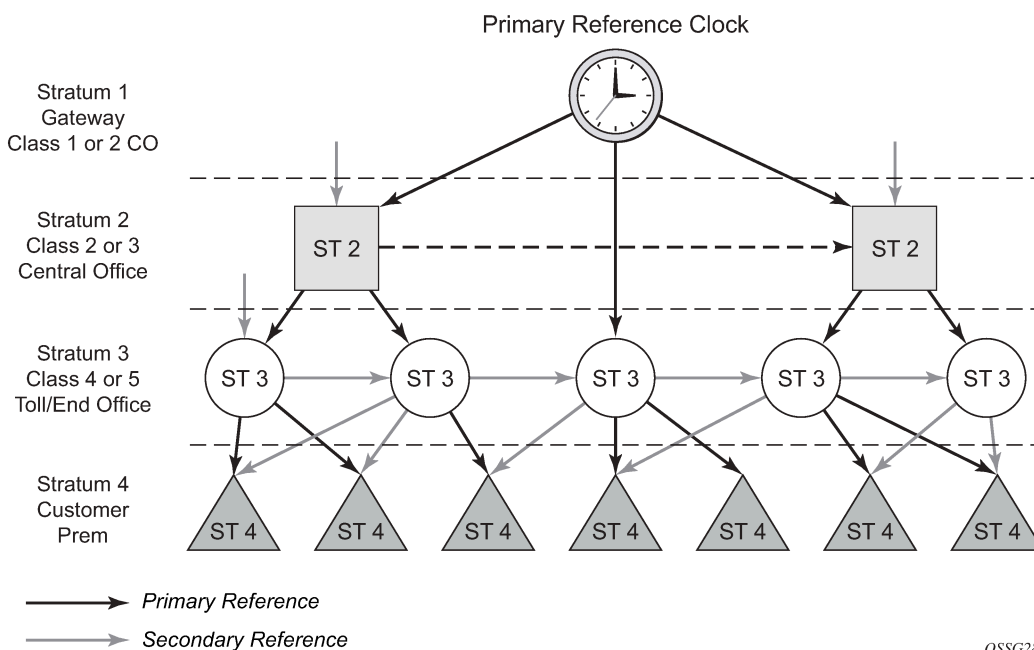 Primary Reference Clock
Stratum 1
Gateway
Class 1 or 2 CO
Stratum 2
Class 2 or 3
Central Office
ST 2
ST 2
Stratum 3
Class 4 or 5
Toll/End Office
ST 3
ST 3
ST 3
ST 3
ST 3
Stratum 4
Customer
Prem
ST 4
ST 4
ST 4
ST 4
ST 4
ST 4
ST 4
Primary Reference
Secondary Reference